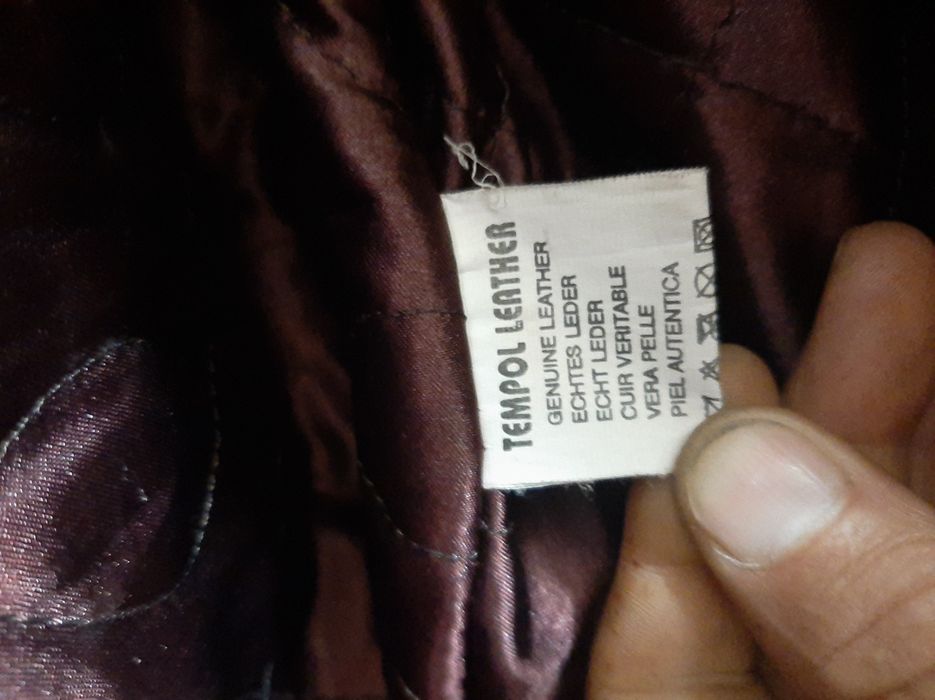 TEMPOL LEATHER
GENUINE LEATHER
ECHTES LEDER
ECHT LEDER
CUIR VERITABLE
VERA PELLE
PIEL AUTENTICA